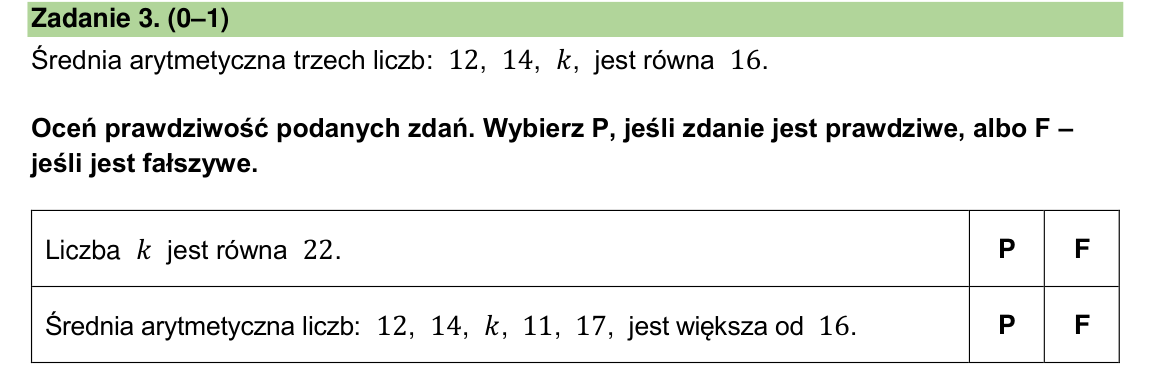 Zadanie 3. (0–1)
Średnia arytmetyczna trzech liczb: 12, 14, k, jest równa 16.
Oceń prawdziwość podanych zdań. Wybierz P, jeśli zdanie jest prawdziwe, albo F –
jeśli jest fałszywe.
Liczba k jest równa 22. P F
Średnia arytmetyczna liczb: 12, 14, k, 11, 17, jest większa od 16. P F